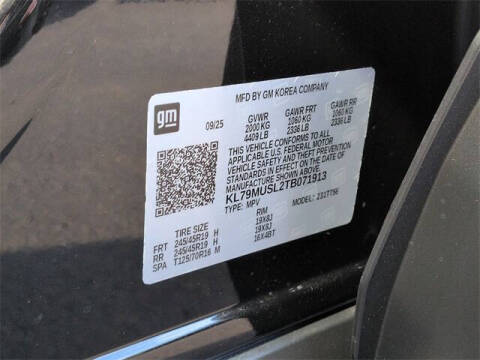 MFD BY GM KOREA COMPANY
gm
09/25
GVWR GAWR FRT GAWR RR
2000 KG 1060 KG 1060 KG
4409 LB 2336 LB 2336 LB
THIS VEHICLE CONFORMS TO ALL
APPLICABLE U.S. FEDERAL MOTOR
VEHICLE SAFETY AND THEFT PREVENTION
STANDARDS IN EFFECT ON THE DATE OF
MANUFACTURE SHOWN ABOVE.
KL79MUSL2TB071913
TYPE: MPV MODEL:
TIRE SIZE RIM
FRT 245/45R19 H 19X8J
RR 245/45R19 H 19X8J
SPA T125/70R16 M 16X4BT